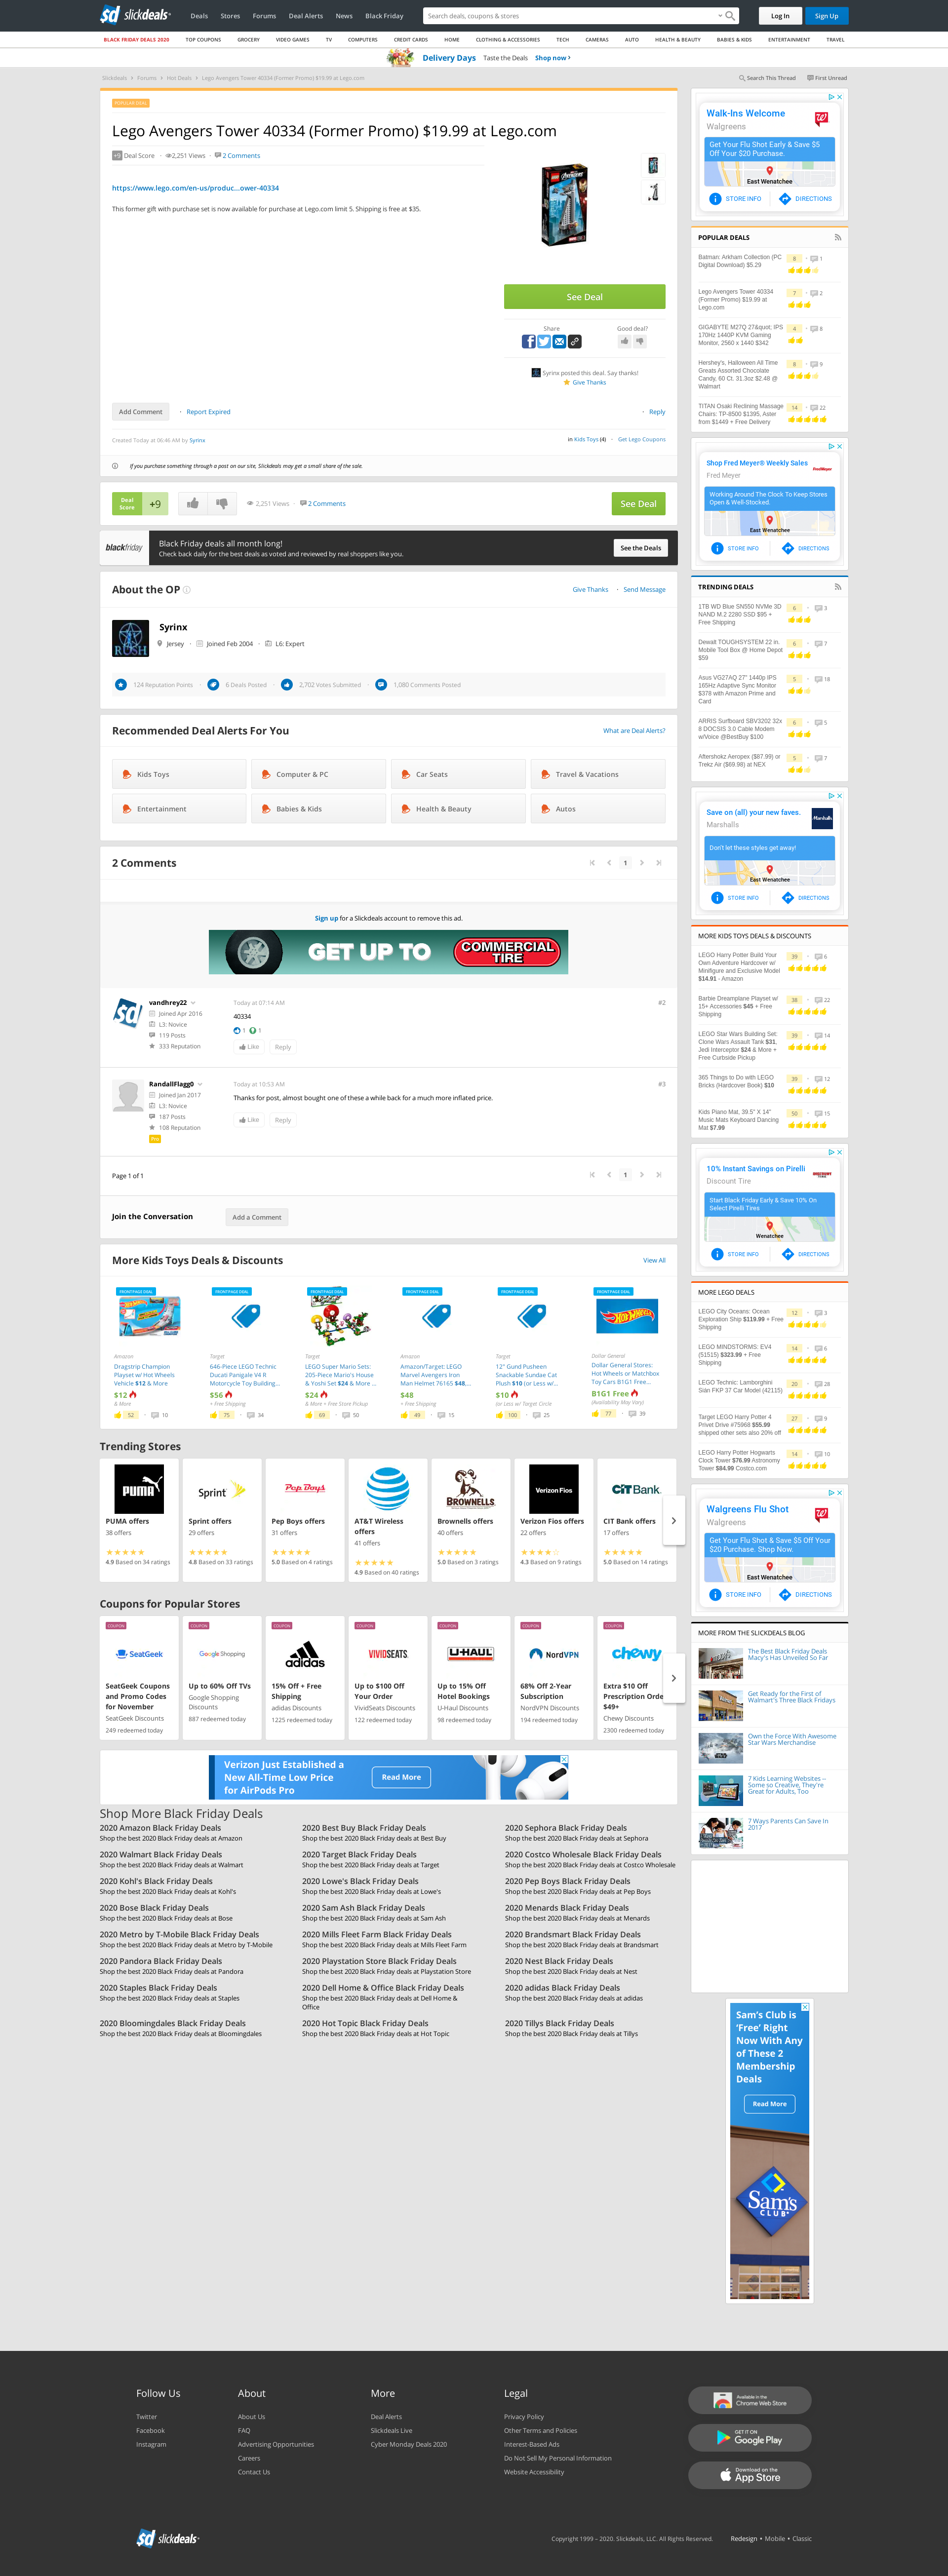 slickdeals
Deals Stores Forums Deal Alerts News Black Friday
Search deals, coupons & stores
Log In Sign Up
BLACK FRIDAY DEALS 2020 TOP COUPONS GROCERY VIDEO GAMES TV COMPUTERS CREDIT CARDS HOME CLOTHING & ACCESSORIES TECH CAMERAS AUTO HEALTH & BEAUTY BABIES & KIDS ENTERTAINMENT TRAVEL
Delivery Days Taste the Deals Shop now
Slickdeals Forums Hot Deals Lego Avengers Tower 40334 (Former Promo) $19.99 at Lego.com
Search This Thread First Unread
POPULAR DEAL
Lego Avengers Tower 40334 (Former Promo) $19.99 at Lego.com
+9 Deal Score 2,251 Views 2 Comments
https://www.lego.com/en-us/produc...ower-40334
This former gift with purchase set is now available for purchase at Lego.com limit 5. Shipping is free at $35.
See Deal
Share Good deal?
Syrinx posted this deal. Say thanks!
Give Thanks
Add Comment Report Expired Reply
Created Today at 06:46 AM by Syrinx
in Kids Toys (4) Get Lego Coupons
If you purchase something through a post on our site, Slickdeals may get a small share of the sale.
Deal Score +9 2,251 Views 2 Comments See Deal
blackfriday
Black Friday deals all month long!
Check back daily for the best deals as voted and reviewed by real shoppers like you.
See the Deals
About the OP
Give Thanks Send Message
Syrinx
Jersey Joined Feb 2004 L6: Expert
124 Reputation Points 6 Deals Posted 2,702 Votes Submitted 1,080 Comments Posted
Recommended Deal Alerts For You
What are Deal Alerts?
Kids Toys Computer & PC Car Seats Travel & Vacations
Entertainment Babies & Kids Health & Beauty Autos
2 Comments
1
Sign up for a Slickdeals account to remove this ad.
GET UP TO COMMERCIAL TIRE
vandhrey22
Joined Apr 2016
L3: Novice
119 Posts
333 Reputation
Today at 07:14 AM #2
40334
1 1
Like Reply
RandallFlagg0
Joined Jan 2017
L3: Novice
187 Posts
108 Reputation
Pro
Today at 10:53 AM #3
Thanks for post, almost bought one of these a while back for a much more inflated price.
Like Reply
Page 1 of 1
1
Join the Conversation
Add a Comment
More Kids Toys Deals & Discounts
View All
FRONTPAGE DEAL
Amazon
Dragstrip Champion Playset w/ Hot Wheels Vehicle $12 & More
$12
& More
52 10
FRONTPAGE DEAL
Target
646-Piece LEGO Technic Ducati Panigale V4 R Motorcycle Toy Building...
$56
+ Free Shipping
75 34
FRONTPAGE DEAL
Target
LEGO Super Mario Sets: 205-Piece Mario's House & Yoshi Set $24 & More ...
$24
& More + Free Store Pickup
69 50
FRONTPAGE DEAL
Amazon
Amazon/Target: LEGO Marvel Avengers Iron Man Helmet 76165 $48,...
$48
+ Free Shipping
49 15
FRONTPAGE DEAL
Target
12" Gund Pusheen Snackable Sundae Cat Plush $10 (or Less w/...
$10
(or Less w/ Target Circle
100 25
FRONTPAGE DEAL
HOT WHEELS
Dollar General
Dollar General Stores: Hot Wheels or Matchbox Toy Cars B1G1 Free...
B1G1 Free
(Availability May Vary)
77 39
Trending Stores
PUMA
PUMA offers
38 offers
4.9 Based on 34 ratings
Sprint
Sprint offers
29 offers
4.8 Based on 33 ratings
Pep Boys
Pep Boys offers
31 offers
5.0 Based on 4 ratings
AT&T Wireless offers
41 offers
4.9 Based on 40 ratings
BROWNELLS
Brownells offers
40 offers
5.0 Based on 3 ratings
Verizon Fios
Verizon Fios offers
22 offers
4.3 Based on 9 ratings
CIT BANK
CIT Bank offers
17 offers
5.0 Based on 14 ratings
Coupons for Popular Stores
COUPON
SeatGeek
SeatGeek Coupons and Promo Codes for November
SeatGeek Discounts
249 redeemed today
COUPON
Google Shopping
Up to 60% Off TVs
Google Shopping Discounts
887 redeemed today
COUPON
adidas
15% Off + Free Shipping
adidas Discounts
1225 redeemed today
COUPON
VIVIDSEATS
Up to $100 Off Your Order
VividSeats Discounts
122 redeemed today
COUPON
U-HAUL
Up to 15% Off Hotel Bookings
U-Haul Discounts
98 redeemed today
COUPON
NordVPN
68% Off 2-Year Subscription
NordVPN Discounts
194 redeemed today
COUPON
chewy
Extra $10 Off Prescription Orde $49+
Chewy Discounts
2300 redeemed today
Verizon Just Established a New All-Time Low Price for AirPods Pro
Read More
Shop More Black Friday Deals
2020 Amazon Black Friday Deals
Shop the best 2020 Black Friday deals at Amazon
2020 Best Buy Black Friday Deals
Shop the best 2020 Black Friday deals at Best Buy
2020 Sephora Black Friday Deals
Shop the best 2020 Black Friday deals at Sephora
2020 Walmart Black Friday Deals
Shop the best 2020 Black Friday deals at Walmart
2020 Target Black Friday Deals
Shop the best 2020 Black Friday deals at Target
2020 Costco Wholesale Black Friday Deals
Shop the best 2020 Black Friday deals at Costco Wholesale
2020 Kohl's Black Friday Deals
Shop the best 2020 Black Friday deals at Kohl's
2020 Lowe's Black Friday Deals
Shop the best 2020 Black Friday deals at Lowe's
2020 Pep Boys Black Friday Deals
Shop the best 2020 Black Friday deals at Pep Boys
2020 Bose Black Friday Deals
Shop the best 2020 Black Friday deals at Bose
2020 Sam Ash Black Friday Deals
Shop the best 2020 Black Friday deals at Sam Ash
2020 Menards Black Friday Deals
Shop the best 2020 Black Friday deals at Menards
2020 Metro by T-Mobile Black Friday Deals
Shop the best 2020 Black Friday deals at Metro by T-Mobile
2020 Mills Fleet Farm Black Friday Deals
Shop the best 2020 Black Friday deals at Mills Fleet Farm
2020 Brandsmart Black Friday Deals
Shop the best 2020 Black Friday deals at Brandsmart
2020 Pandora Black Friday Deals
Shop the best 2020 Black Friday deals at Pandora
2020 Playstation Store Black Friday Deals
Shop the best 2020 Black Friday deals at Playstation Store
2020 Nest Black Friday Deals
Shop the best 2020 Black Friday deals at Nest
2020 Staples Black Friday Deals
Shop the best 2020 Black Friday deals at Staples
2020 Dell Home & Office Black Friday Deals
Shop the best 2020 Black Friday deals at Dell Home & Office
2020 adidas Black Friday Deals
Shop the best 2020 Black Friday deals at adidas
2020 Bloomingdales Black Friday Deals
Shop the best 2020 Black Friday deals at Bloomingdales
2020 Hot Topic Black Friday Deals
Shop the best 2020 Black Friday deals at Hot Topic
2020 Tillys Black Friday Deals
Shop the best 2020 Black Friday deals at Tillys
Walk-Ins Welcome
Walgreens
Get Your Flu Shot Early & Save $5 Off Your $20 Purchase.
East Wenatchee
STORE INFO DIRECTIONS
POPULAR DEALS
Batman: Arkham Collection (PC Digital Download) $5.29
8 1
Lego Avengers Tower 40334 (Former Promo) $19.99 at Lego.com
7 2
GIGABYTE M27Q 27&quot; IPS 170Hz 1440P KVM Gaming Monitor, 2560 x 1440 $342
4 8
Hershey's, Halloween All Time Greats Assorted Chocolate Candy, 60 Ct. 31.3oz $2.48 @ Walmart
8 9
TITAN Osaki Reclining Massage Chairs: TP-8500 $1395, Aster from $1449 + Free Delivery
14 22
Shop Fred Meyer® Weekly Sales
Fred Meyer
Working Around The Clock To Keep Stores Open & Well-Stocked.
East Wenatchee
STORE INFO DIRECTIONS
TRENDING DEALS
1TB WD Blue SN550 NVMe 3D NAND M.2 2280 SSD $95 + Free Shipping
6 3
Dewalt TOUGHSYSTEM 22 in. Mobile Tool Box @ Home Depot $59
6 7
Asus VG27AQ 27" 1440p IPS 165Hz Adaptive Sync Monitor $378 with Amazon Prime and Card
5 18
ARRIS Surfboard SBV3202 32x 8 DOCSIS 3.0 Cable Modem w/Voice @BestBuy $100
6 5
Aftershokz Aeropex ($87.99) or Trekz Air ($69.98) at NEX
5 7
Save on (all) your new faves.
Marshalls
Don't let these styles get away!
East Wenatchee
STORE INFO DIRECTIONS
MORE KIDS TOYS DEALS & DISCOUNTS
LEGO Harry Potter Build Your Own Adventure Hardcover w/ Minifigure and Exclusive Model $14.91 - Amazon
39 6
Barbie Dreamplane Playset w/ 15+ Accessories $45 + Free Shipping
38 22
LEGO Star Wars Building Set: Clone Wars Assault Tank $31, Jedi Interceptor $24 & More + Free Curbside Pickup
39 14
365 Things to Do with LEGO Bricks (Hardcover Book) $10
39 12
Kids Piano Mat, 39.5" X 14" Music Mats Keyboard Dancing Mat $7.99
50 15
10% Instant Savings on Pirelli
Discount Tire
Start Black Friday Early & Save 10% On Select Pirelli Tires
Wenatchee
STORE INFO DIRECTIONS
MORE LEGO DEALS
LEGO City Oceans: Ocean Exploration Ship $119.99 + Free Shipping
12 3
LEGO MINDSTORMS: EV4 (51515) $323.99 + Free Shipping
14 6
LEGO Technic: Lamborghini Sián FKP 37 Car Model (42115)
20 28
Target LEGO Harry Potter 4 Privet Drive #75968 $55.99 shipped other sets also 20% off
27 9
LEGO Harry Potter Hogwarts Clock Tower $76.99 Astronomy Tower $84.99 Costco.com
14 10
Walgreens Flu Shot
Walgreens
Get Your Flu Shot & Save $5 Off Your $20 Purchase. Shop Now.
East Wenatchee
STORE INFO DIRECTIONS
MORE FROM THE SLICKDEALS BLOG
The Best Black Friday Deals Macy's Has Unveiled So Far
Get Ready for the First of Walmart's Three Black Fridays
Own the Force With Awesome Star Wars Merchandise
7 Kids Learning Websites – Some so Creative, They're Great for Adults, Too
7 Ways Parents Can Save In 2017
Sam's Club is 'Free' Right Now With Any of These 2 Membership Deals
Read More
Sam's CLUB
Follow Us
Twitter
Facebook
Instagram
About
About Us
FAQ
Advertising Opportunities
Careers
Contact Us
More
Deal Alerts
Slickdeals Live
Cyber Monday Deals 2020
Legal
Privacy Policy
Other Terms and Policies
Interest-Based Ads
Do Not Sell My Personal Information
Website Accessibility
Available in the Chrome Web Store
GET IT ON Google Play
Download on the App Store
slickdeals
Copyright 1999 – 2020. Slickdeals, LLC. All Rights Reserved. Redesign • Mobile • Classic